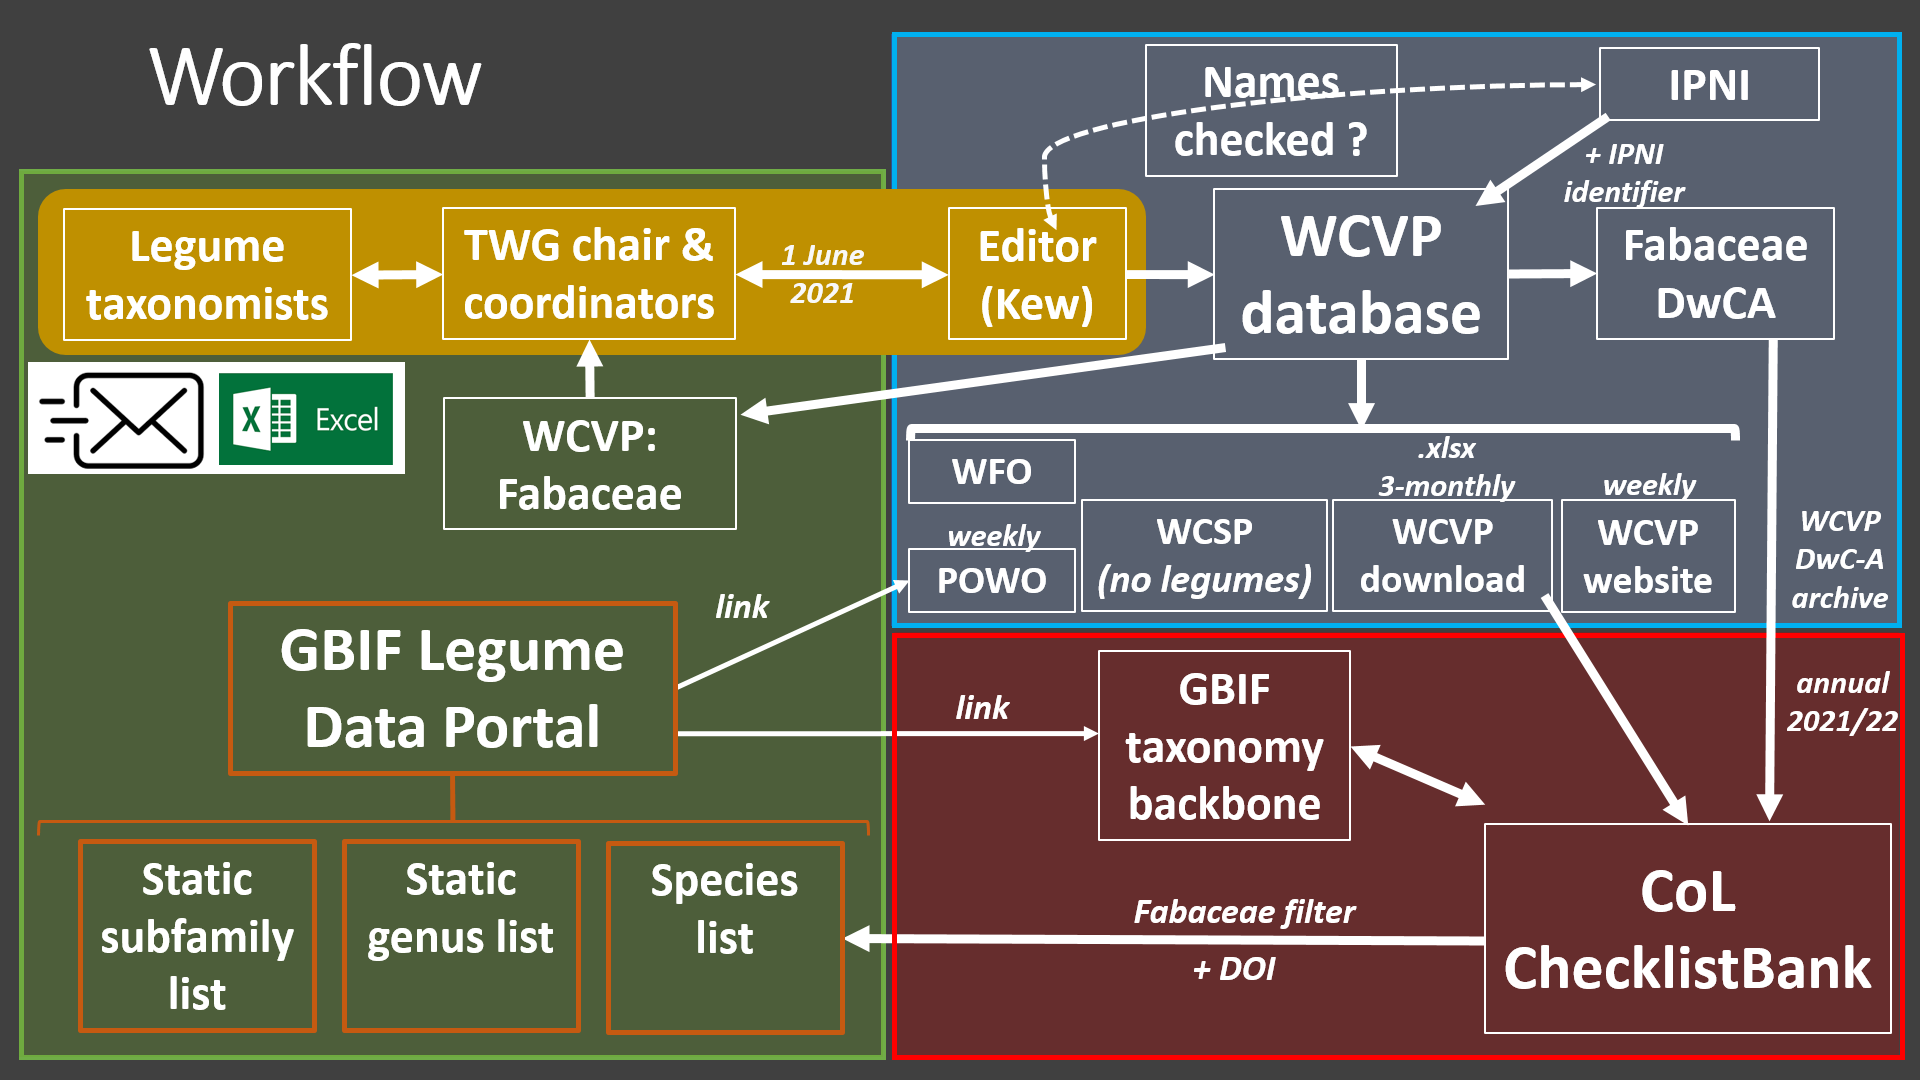 Workflow
Names
checked ?
IPNI
+ IPNI
identifier
Legume
taxonomists
TWG chair &
coordinators
1 June
2021
Editor
(Kew)
WCVP
database
Fabaceae
DwCA
X
Excel
WCVP:
Fabaceae
WFO
weekly
POWO
WCSP
(no legumes)
.xlsx
3-monthly
WCVP
download
weekly
WCVP
website
WCVP
DwC-A
archive
link
GBIF Legume
Data Portal
link
GBIF
taxonomy
backbone
annual
2021/22
Static
subfamily
list
Static
genus list
Species
list
Fabaceae filter
+ DOI
CoL
ChecklistBank